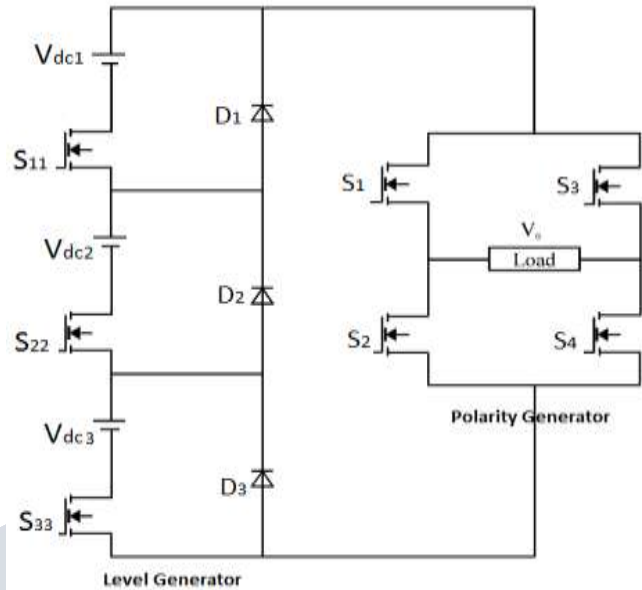 Vdc1
D1
S11
S1
S3
Vo
Load
Vdc2
D2
S22
S2
S4
Polarity Generator
Vdc3
D3
S33
Level Generator